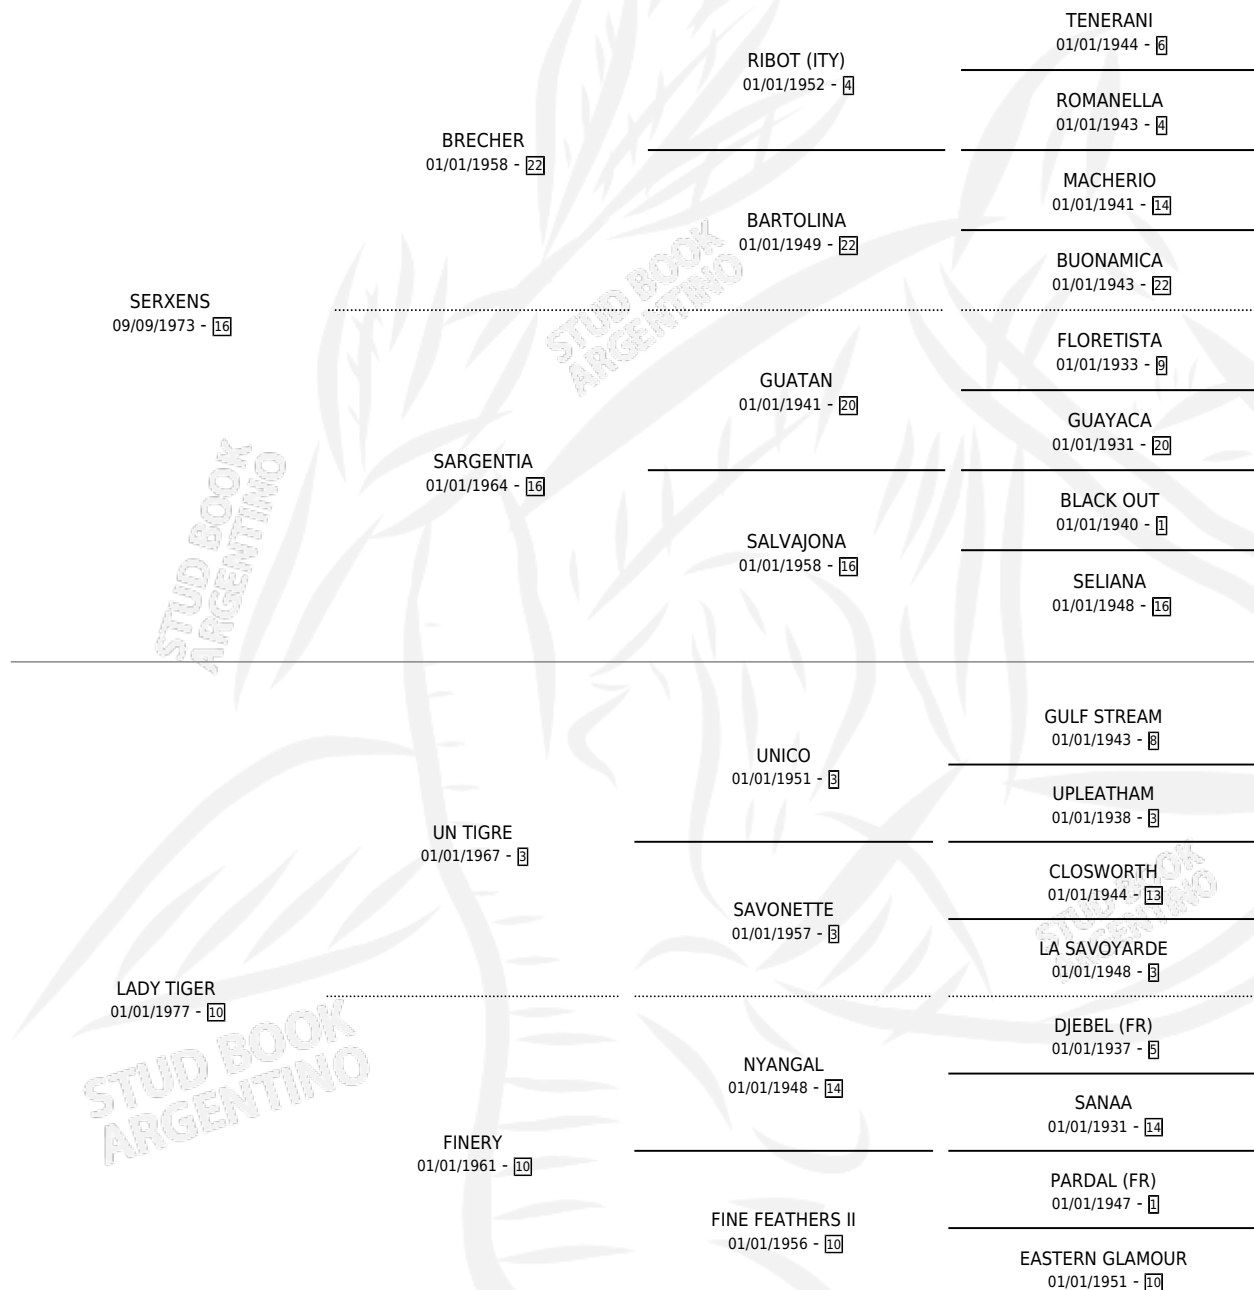 TENERANI
01/01/1944 - 6
RIBOT (ITY)
01/01/1952 - 4
ROMANELLA
01/01/1943 - 4
BRECHER
01/01/1958 - 22
MACHERIO
01/01/1941 - 14
BARTOLINA
01/01/1949 - 22
BUONAMICA
01/01/1943 - 22
SERXENS
09/09/1973 - 16
FLORETISTA
01/01/1933 - 9
GUATAN
01/01/1941 - 20
GUAYACA
01/01/1931 - 20
SARGENTIA
01/01/1964 - 16
BLACK OUT
01/01/1940 - 1
SALVAJONA
01/01/1958 - 16
SELIANA
01/01/1948 - 16
STUD BOOK
ARGENTINO
STUD BOOK
ARGENTINO
GULF STREAM
01/01/1943 - 8
UNICO
01/01/1951 - 3
UPLEATHAM
01/01/1938 - 3
UN TIGRE
01/01/1967 - 3
CLOSWORTH
01/01/1944 - 13
SAVONETTE
01/01/1957 - 3
LA SAVOYARDE
01/01/1948 - 3
LADY TIGER
01/01/1977 - 10
DJEBEL (FR)
01/01/1937 - 5
NYANGAL
01/01/1948 - 14
SANAA
01/01/1931 - 14
FINERY
01/01/1961 - 10
PARDAL (FR)
01/01/1947 - 1
FINE FEATHERS II
01/01/1956 - 10
EASTERN GLAMOUR
01/01/1951 - 10
STUD BOOK
ARGENTINO
STUD BOOK
ARGENTINO